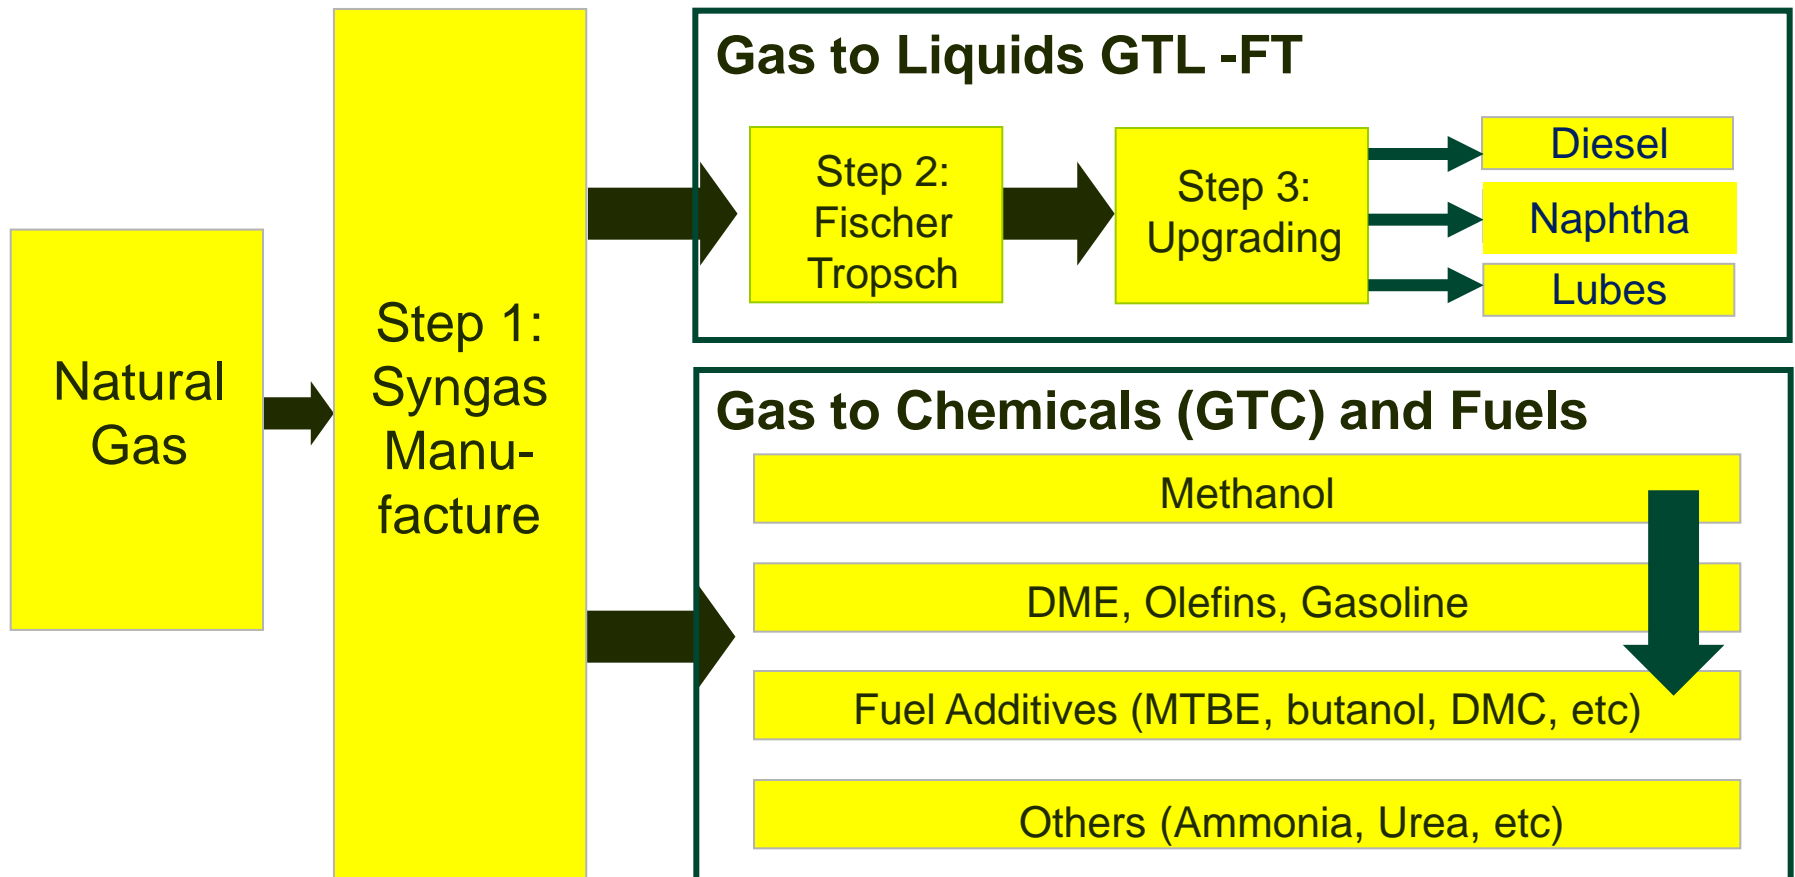 Natural
Gas
Step 1:
Syngas
Manu-
facture
Gas to Liquids GTL -FT
Step 2:
Fischer
Tropsch
Step 3:
Upgrading
Diesel
Naphtha
Lubes
Gas to Chemicals (GTC) and Fuels
Methanol
DME, Olefins, Gasoline
Fuel Additives (MTBE, butanol, DMC, etc)
Others (Ammonia, Urea, etc)